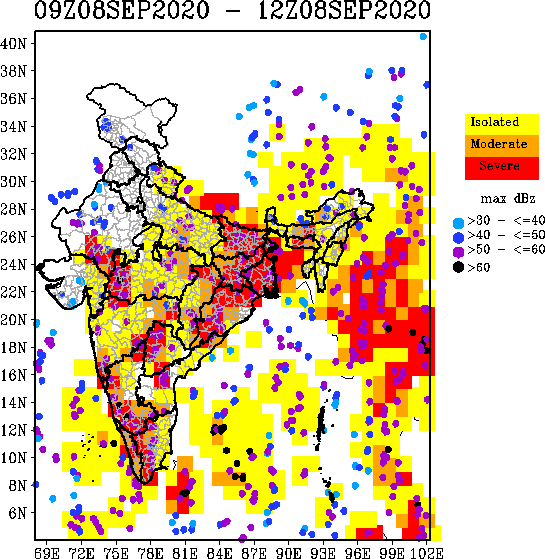 09Z08SEP2020 - 12Z08SEP2020
40N
38N
36N
34N
32N
30N
28N
26N
24N
22N
20N
18N
16N
14N
12N
10N
8N
6N
69E 72E 75E 78E 81E 84E 87E 90E 93E 96E 99E 102E
Isolated
Moderate
Severe
max dBz
>30 - <=40
>40 - <=50
>50 - <=60
>60